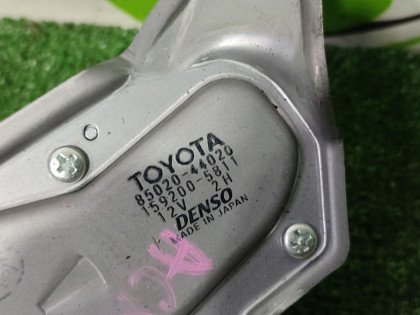 TOYOTA
85020-44020
159200-5811
12V 2H
DENSO
MADE IN JAPAN